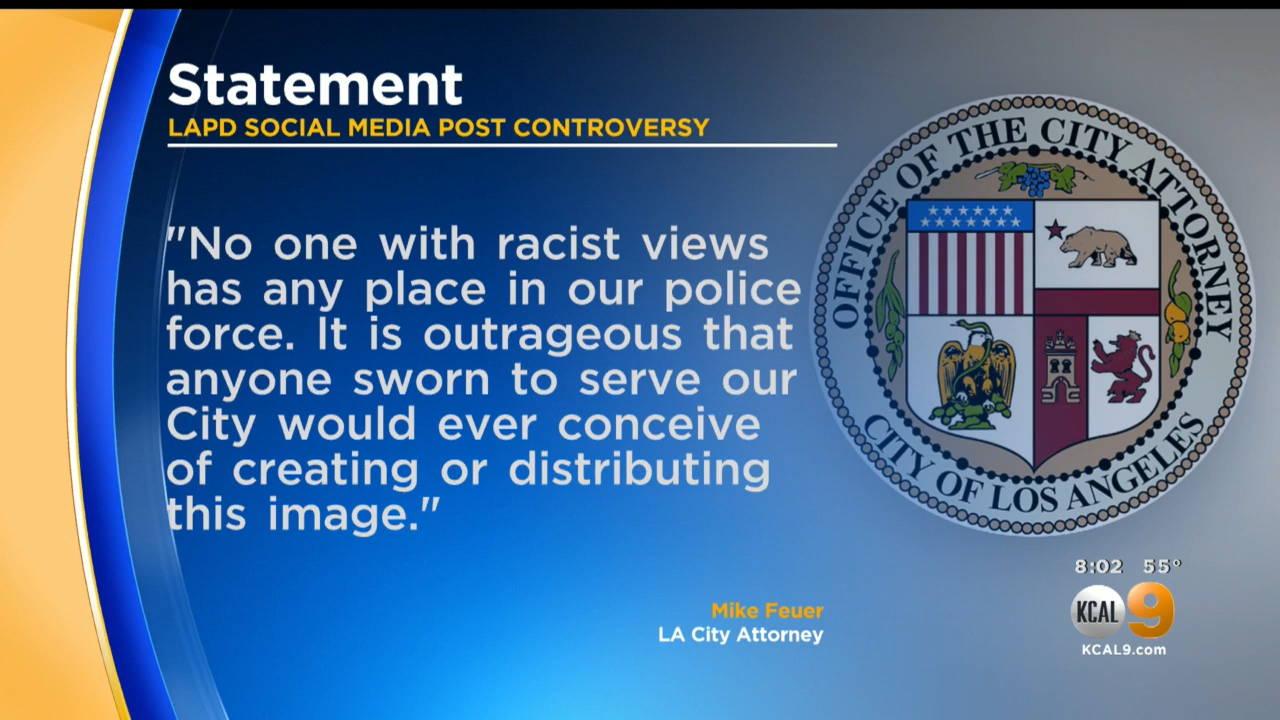 Statement
LAPD SOCIAL MEDIA POST CONTROVERSY
"No one with racist views
has any place in our police
force. It is outrageous that
anyone sworn to serve our
City would ever conceive
of creating or distributing
this image."
Mike Feuer
LA City Attorney
OFFICE OF THE CITY ATTORNEY
CITY OF LOS ANGELES
8:02 55°
KCAL 9
KCAL9.com